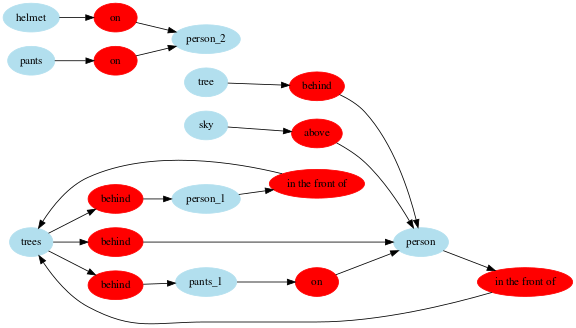 helmet
on
person_2
pants
on
tree
behind
sky
above
in the front of
behind
person_1
trees
behind
person
behind
pants_1
on
in the front of